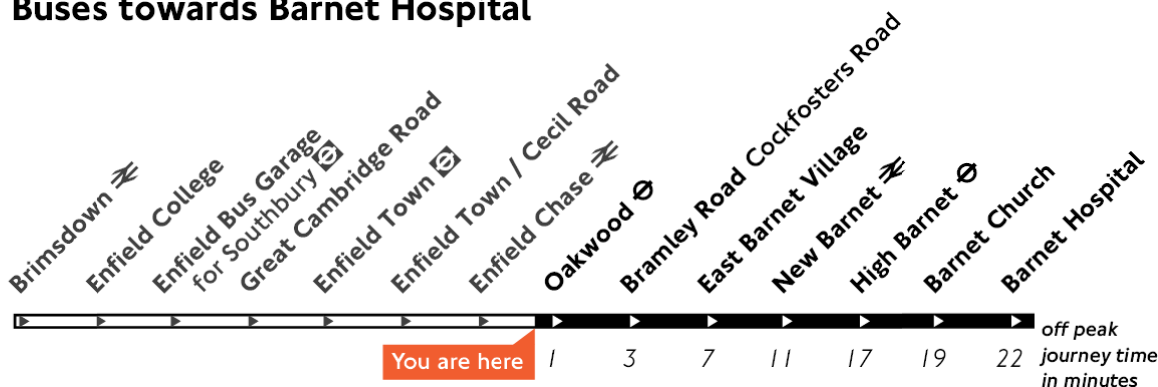 Buses towards Barnet Hospital
Brimsdown
Enfield College
Enfield Bus Garage
for Southbury
Great Cambridge Road
Enfield Town
Enfield Town / Cecil Road
Enfield Chase
Oakwood
Bramley Road Cockfosters Road
East Barnet Village
New Barnet
High Barnet
Barnet Church
Barnet Hospital
You are here
1 3 7 11 17 19 22
off peak
journey time
in minutes